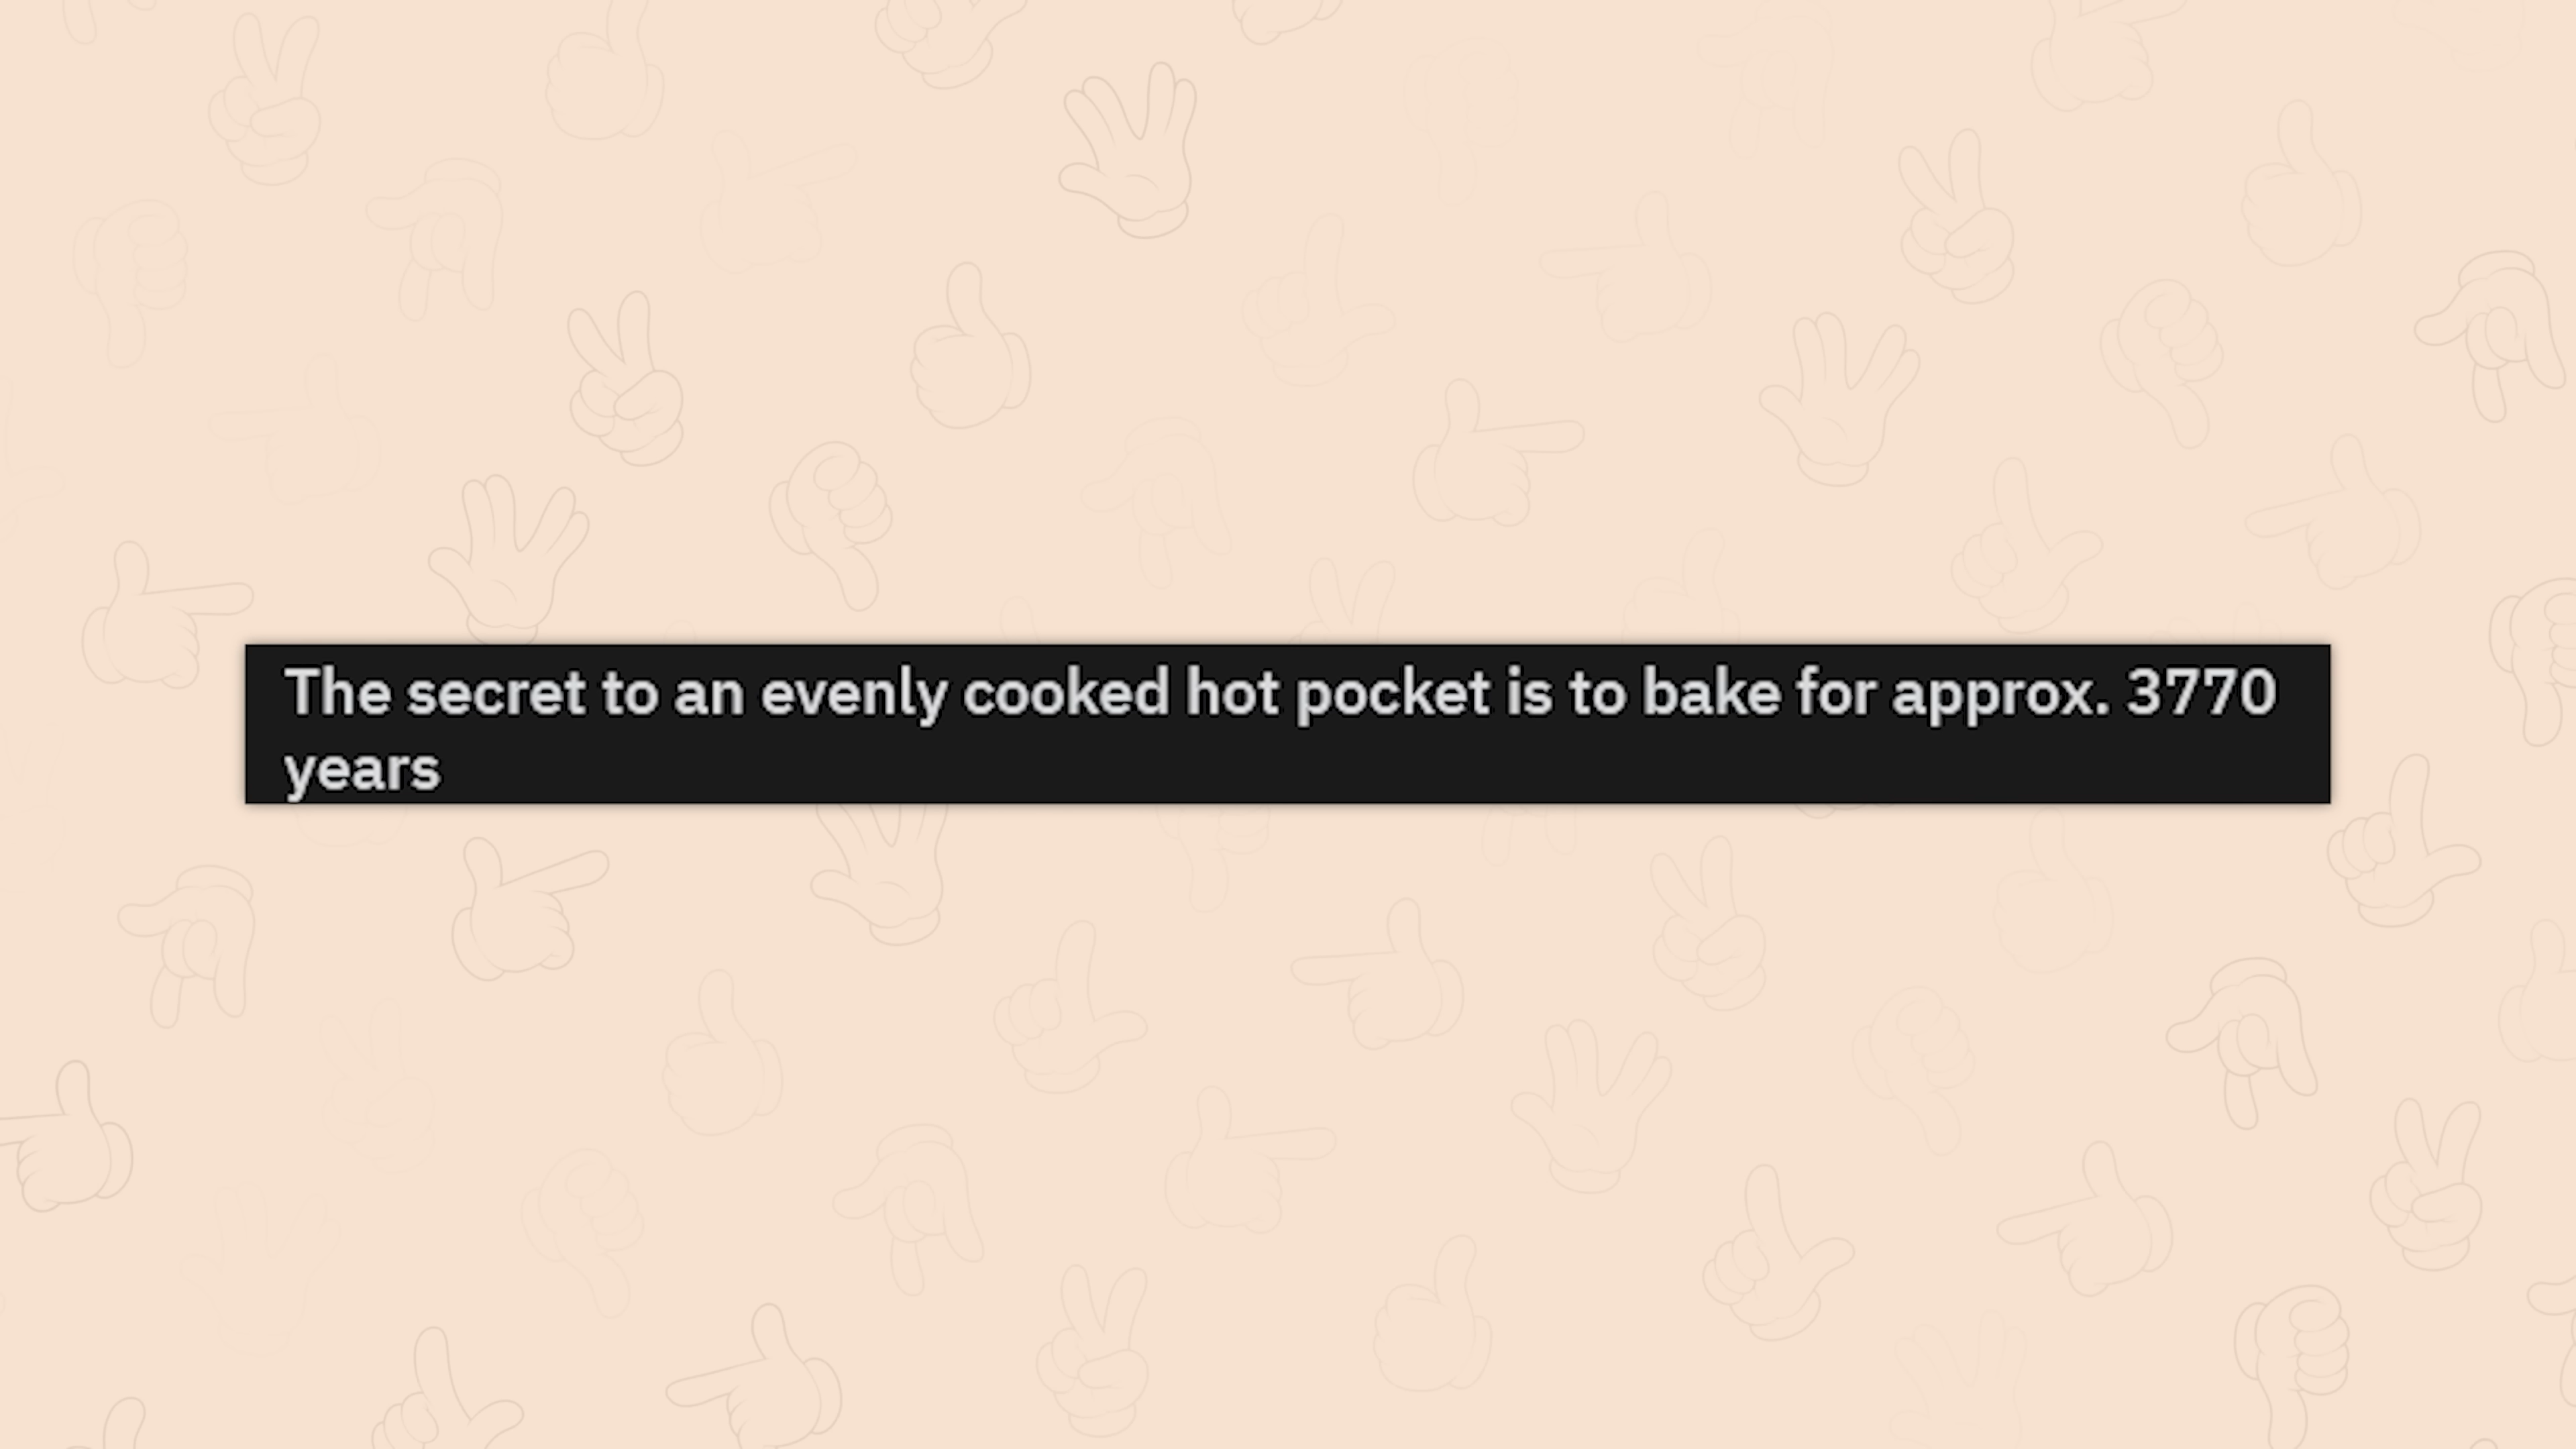 The secret to an evenly cooked hot pocket is to bake for approx. 3770
years